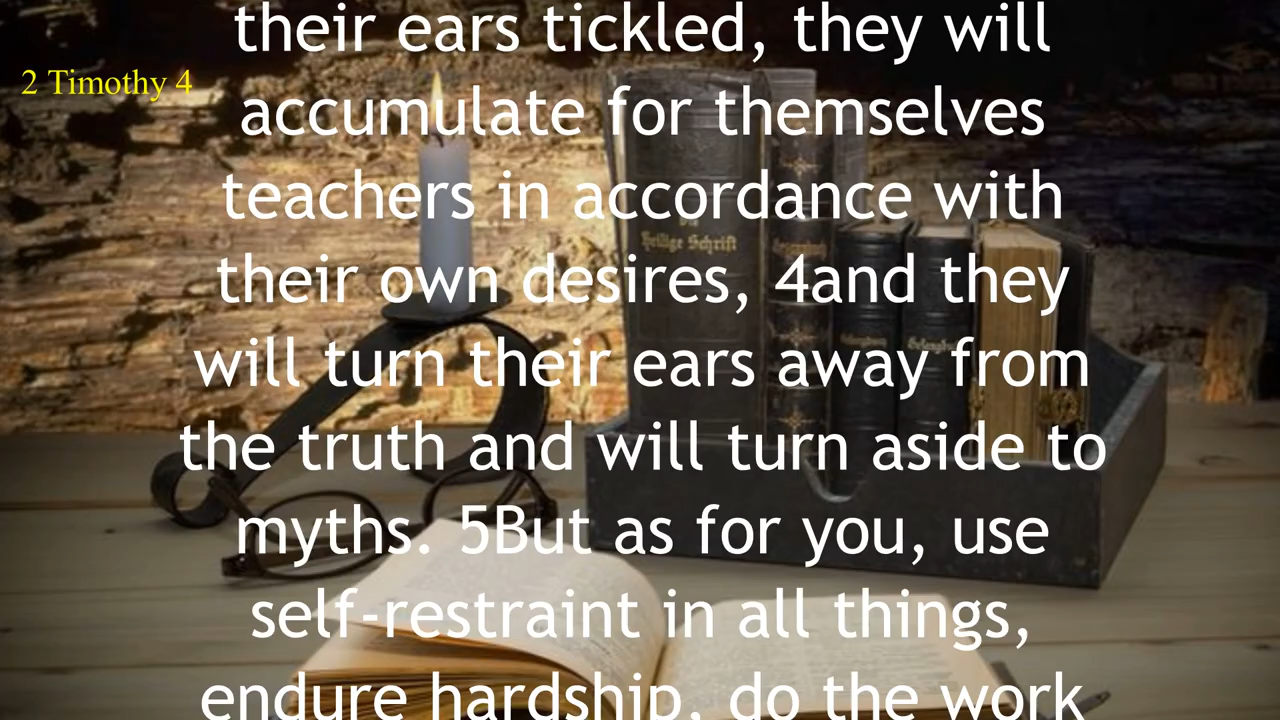 their ears tickled, they will
2 Timothy 4
accumulate for themselves
teachers in accordance with
Heilige Schrift
their own desires, 4and they
will turn their ears away from
the truth and will turn aside to
myths. 5But as for you, use
self-restraint in all things,
endure hardship, do the work